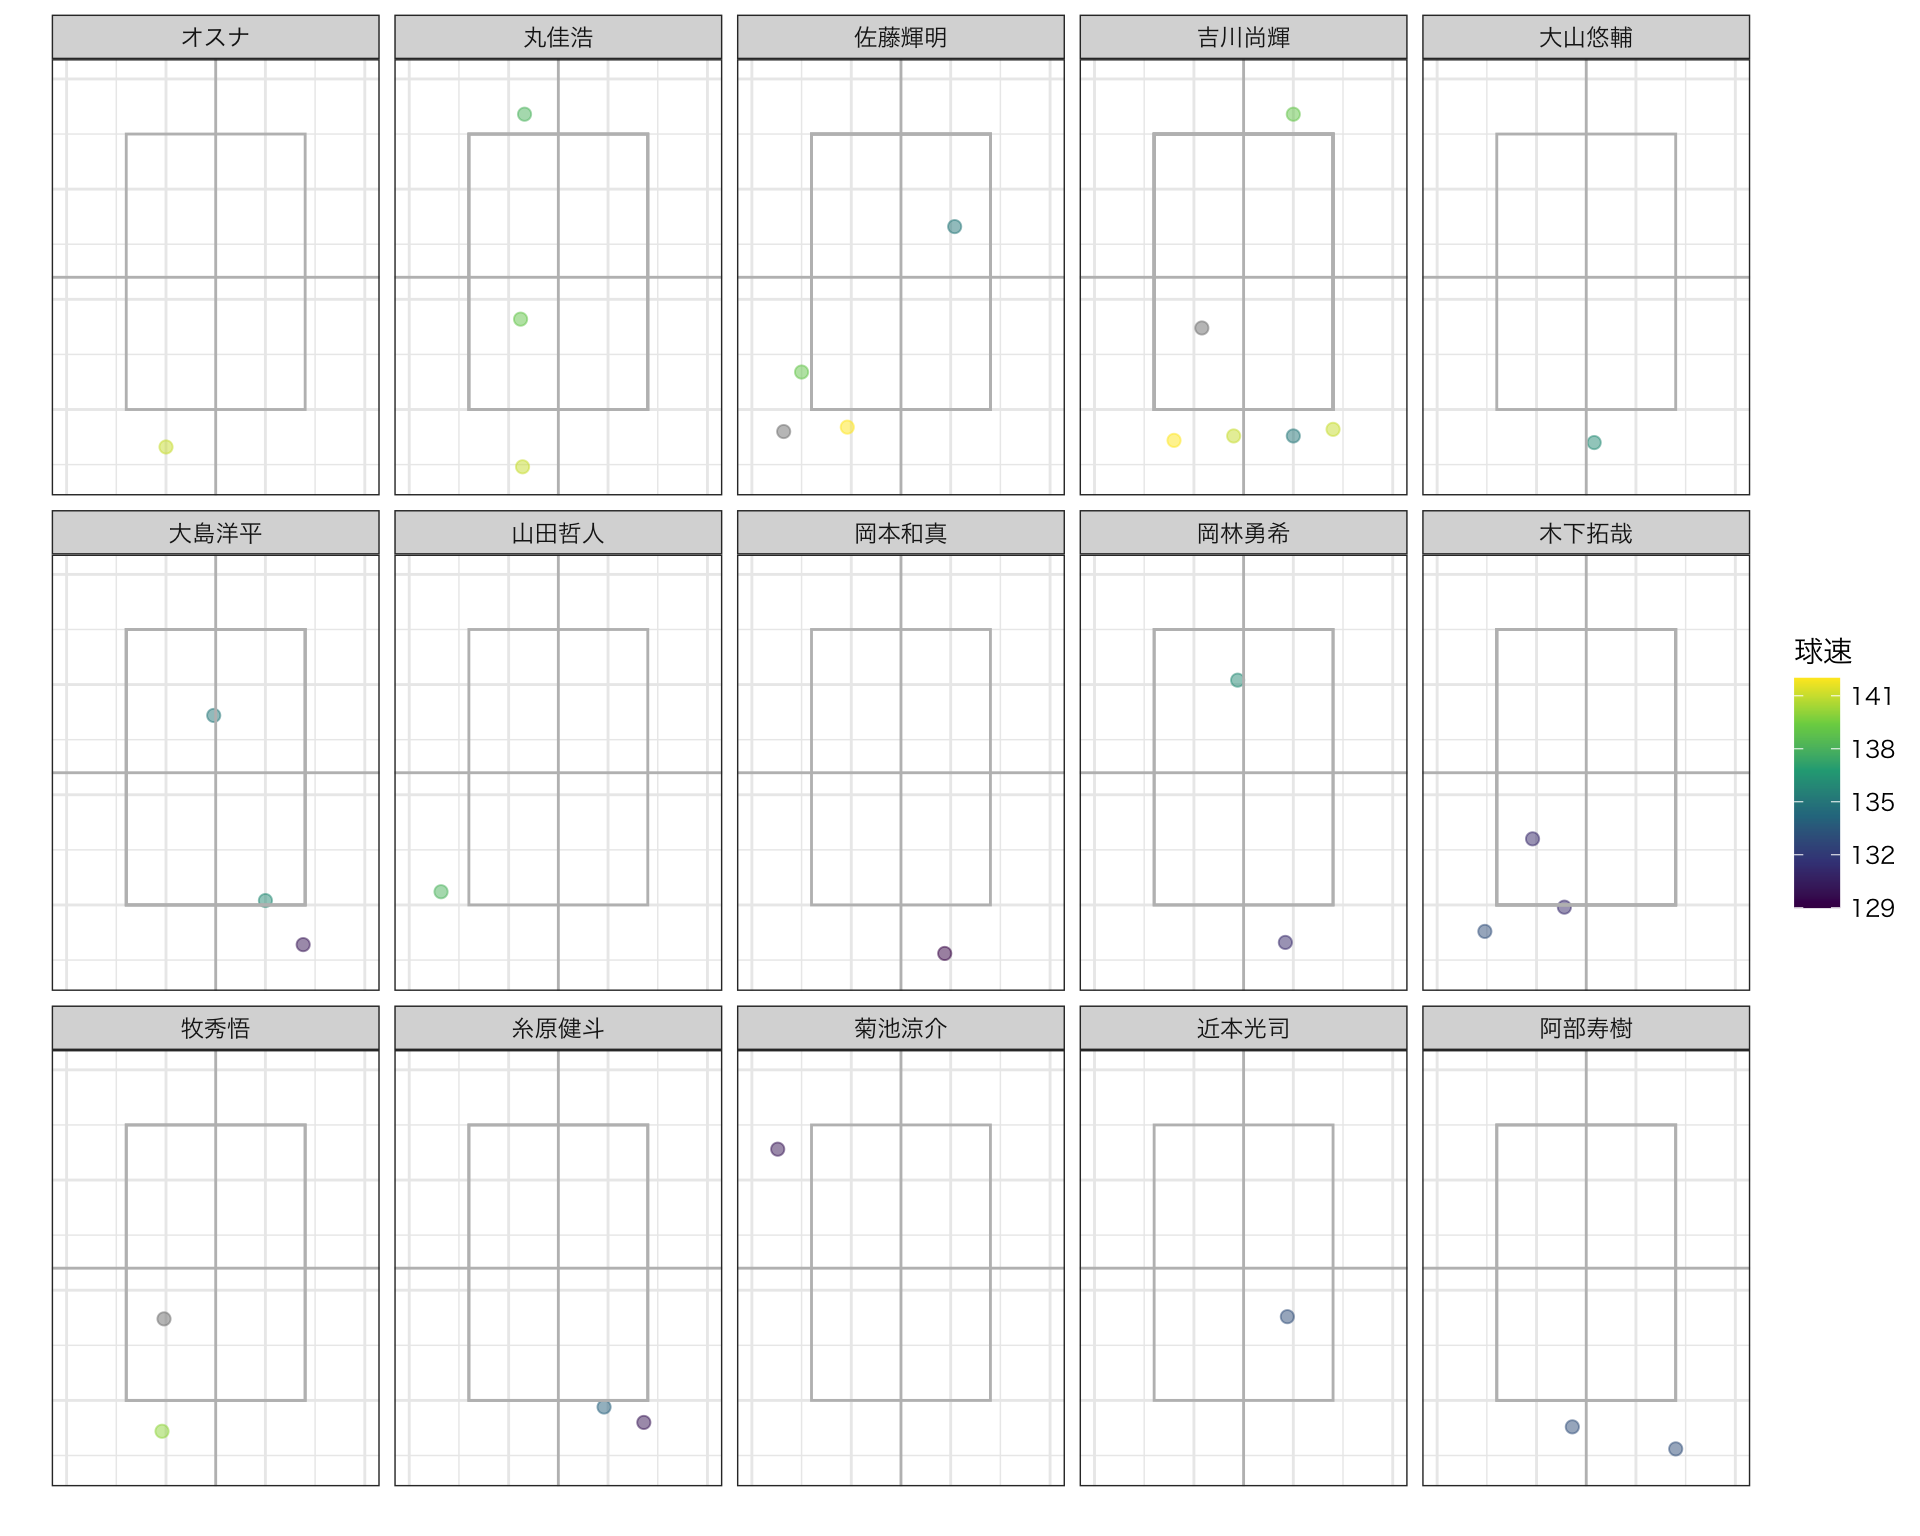 オスナ
丸佳浩
佐藤輝明
吉川尚輝
大山悠輔
大島洋平
山田哲人
岡本和真
岡林勇希
木下拓哉
牧秀悟
糸原健斗
菊池涼介
近本光司
阿部寿樹
球速
141
138
135
132
129